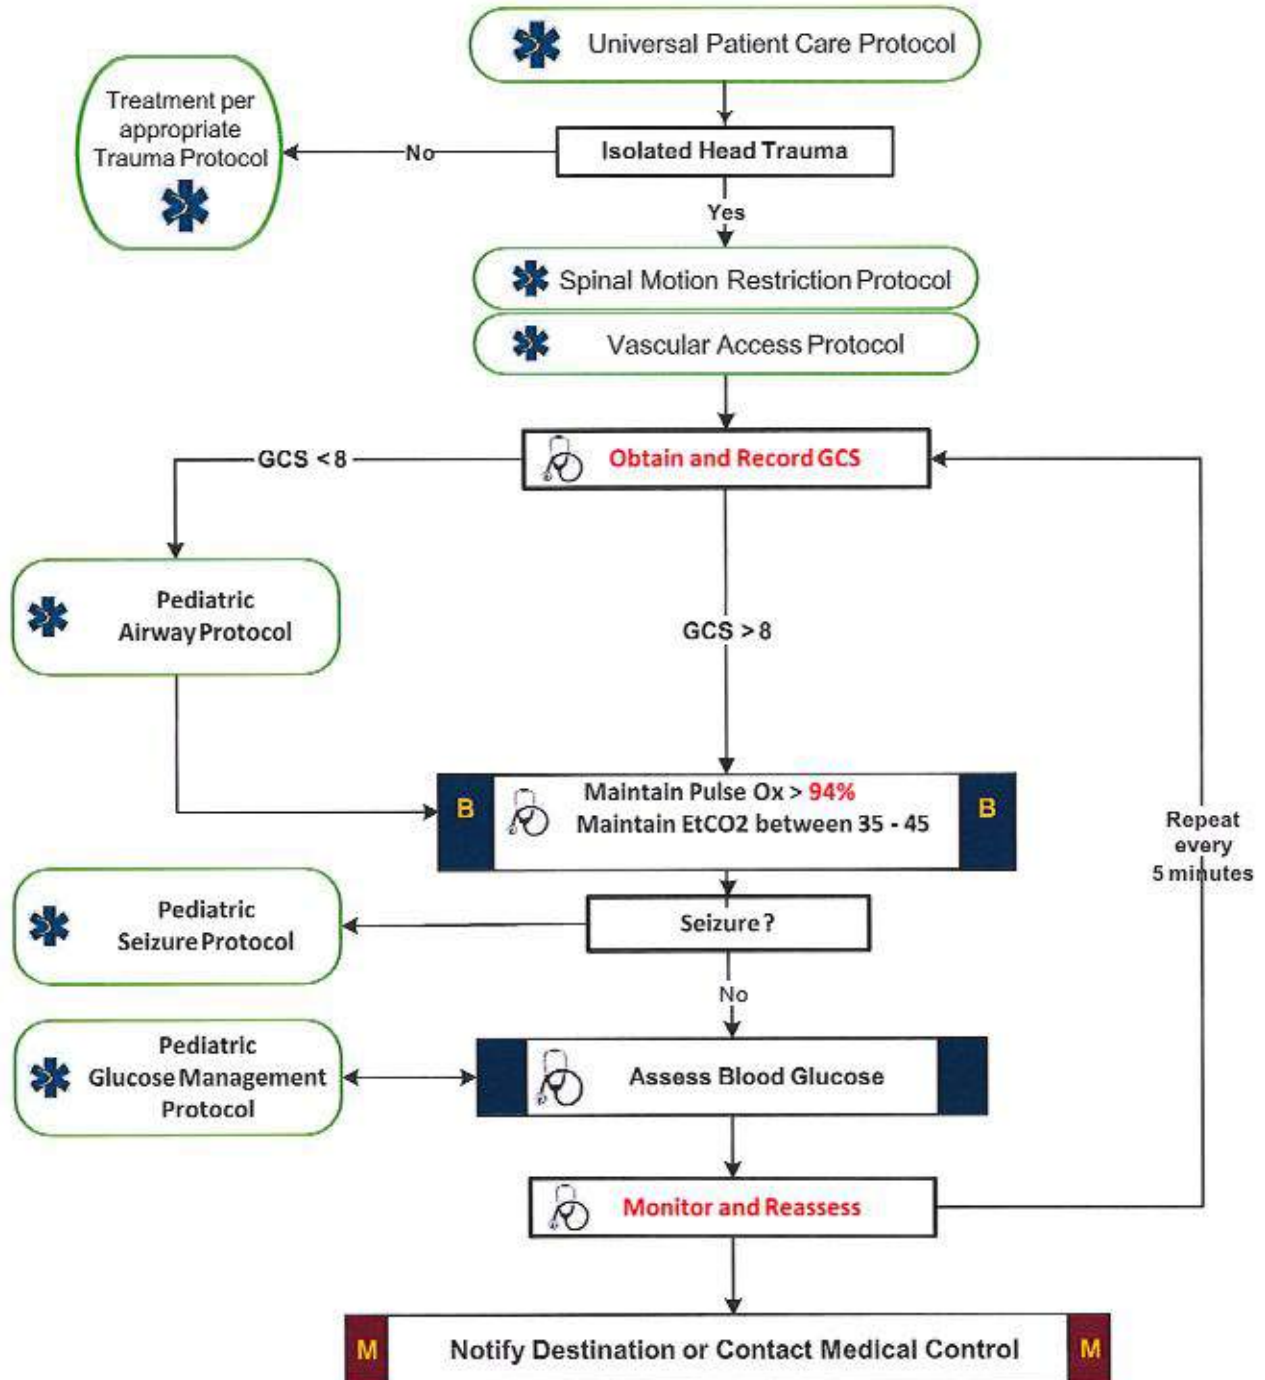 Universal Patient Care Protocol
Treatment per
appropriate
Trauma Protocol
No
Isolated Head Trauma
Yes
Spinal Motion Restriction Protocol
Vascular Access Protocol
GCS <8
Obtain and Record GCS
Pediatric
Airway Protocol
GCS > 8
B
Maintain Pulse Ox > 94%
Maintain EtCO2 between 35 - 45
B
Repeat
every
5 minutes
Pediatric
Seizure Protocol
Seizure?
No
Pediatric
Glucose Management
Protocol
Assess Blood Glucose
Monitor and Reassess
M
Notify Destination or Contact Medical Control
M